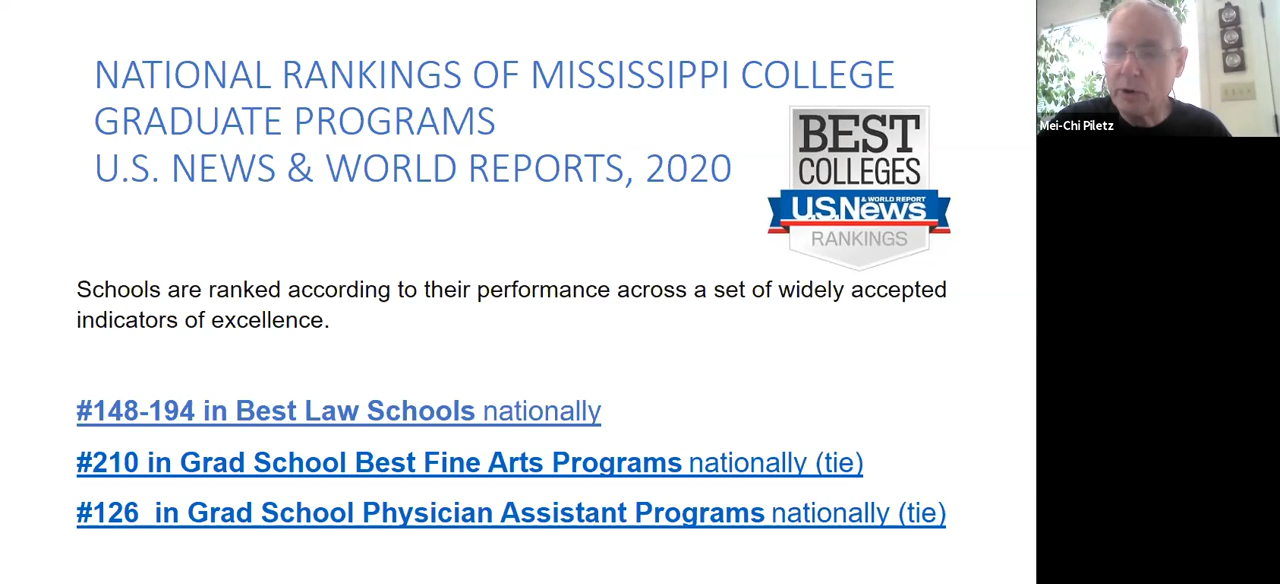 NATIONAL RANKINGS OF MISSISSIPPI COLLEGE
GRADUATE PROGRAMS
U.S. NEWS & WORLD REPORTS, 2020
BEST
COLLEGES
& WORLD REPORT
U.S.News
RANKINGS
Mei-Chi Piletz
Schools are ranked according to their performance across a set of widely accepted
indicators of excellence.
#148-194 in Best Law Schools nationally
#210 in Grad School Best Fine Arts Programs nationally (tie)
#126 in Grad School Physician Assistant Programs nationally (tie)